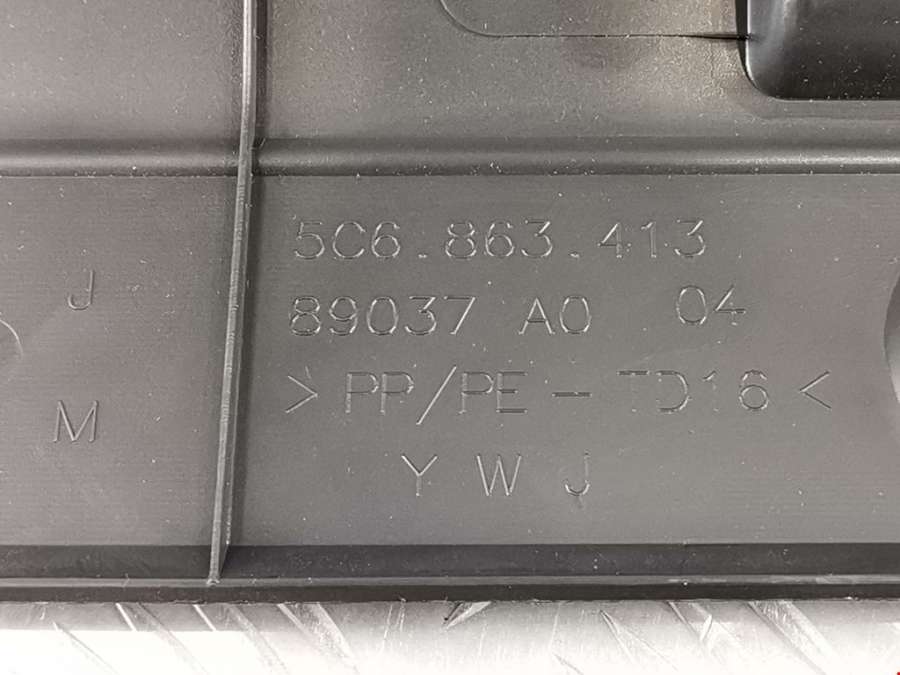 5C6.863.413
J
89037 A0 04
>PP/PE-TD16<
M
Y W J